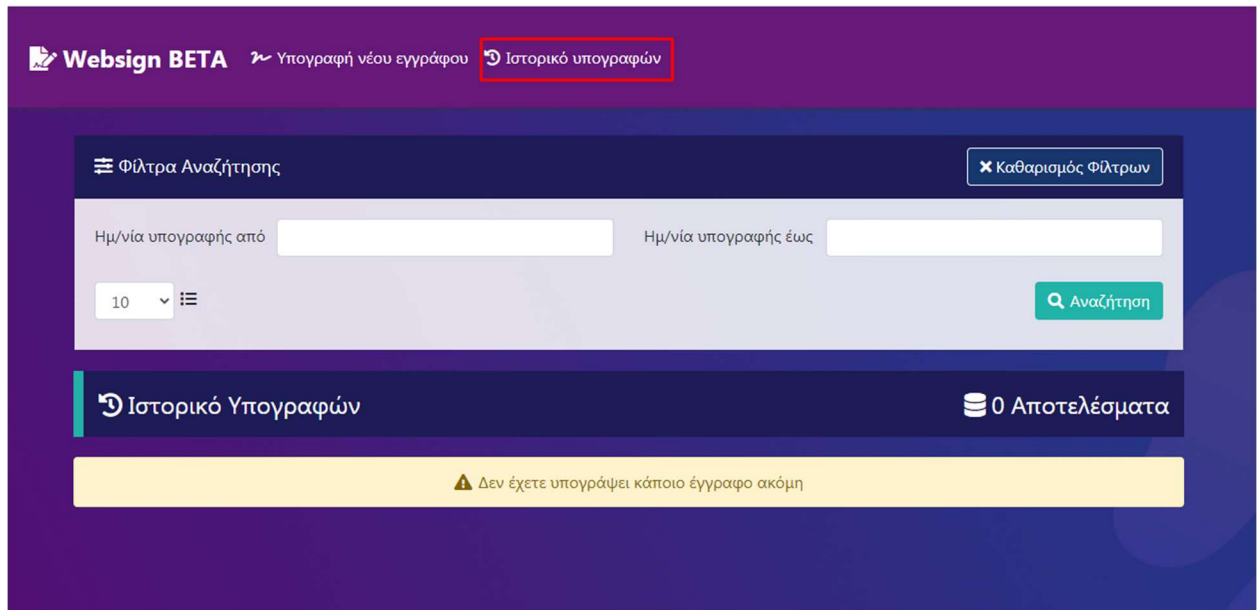 Websign BETA Υπογραφή νέου εγγράφου Ιστορικό υπογραφών
Φίλτρα Αναζήτησης Καθαρισμός Φίλτρων
Ημ/νία υπογραφής από Ημ/νία υπογραφής έως
10 Αναζήτηση
Ιστορικό Υπογραφών 0 Αποτελέσματα
Δεν έχετε υπογράψει κάποιο έγγραφο ακόμη